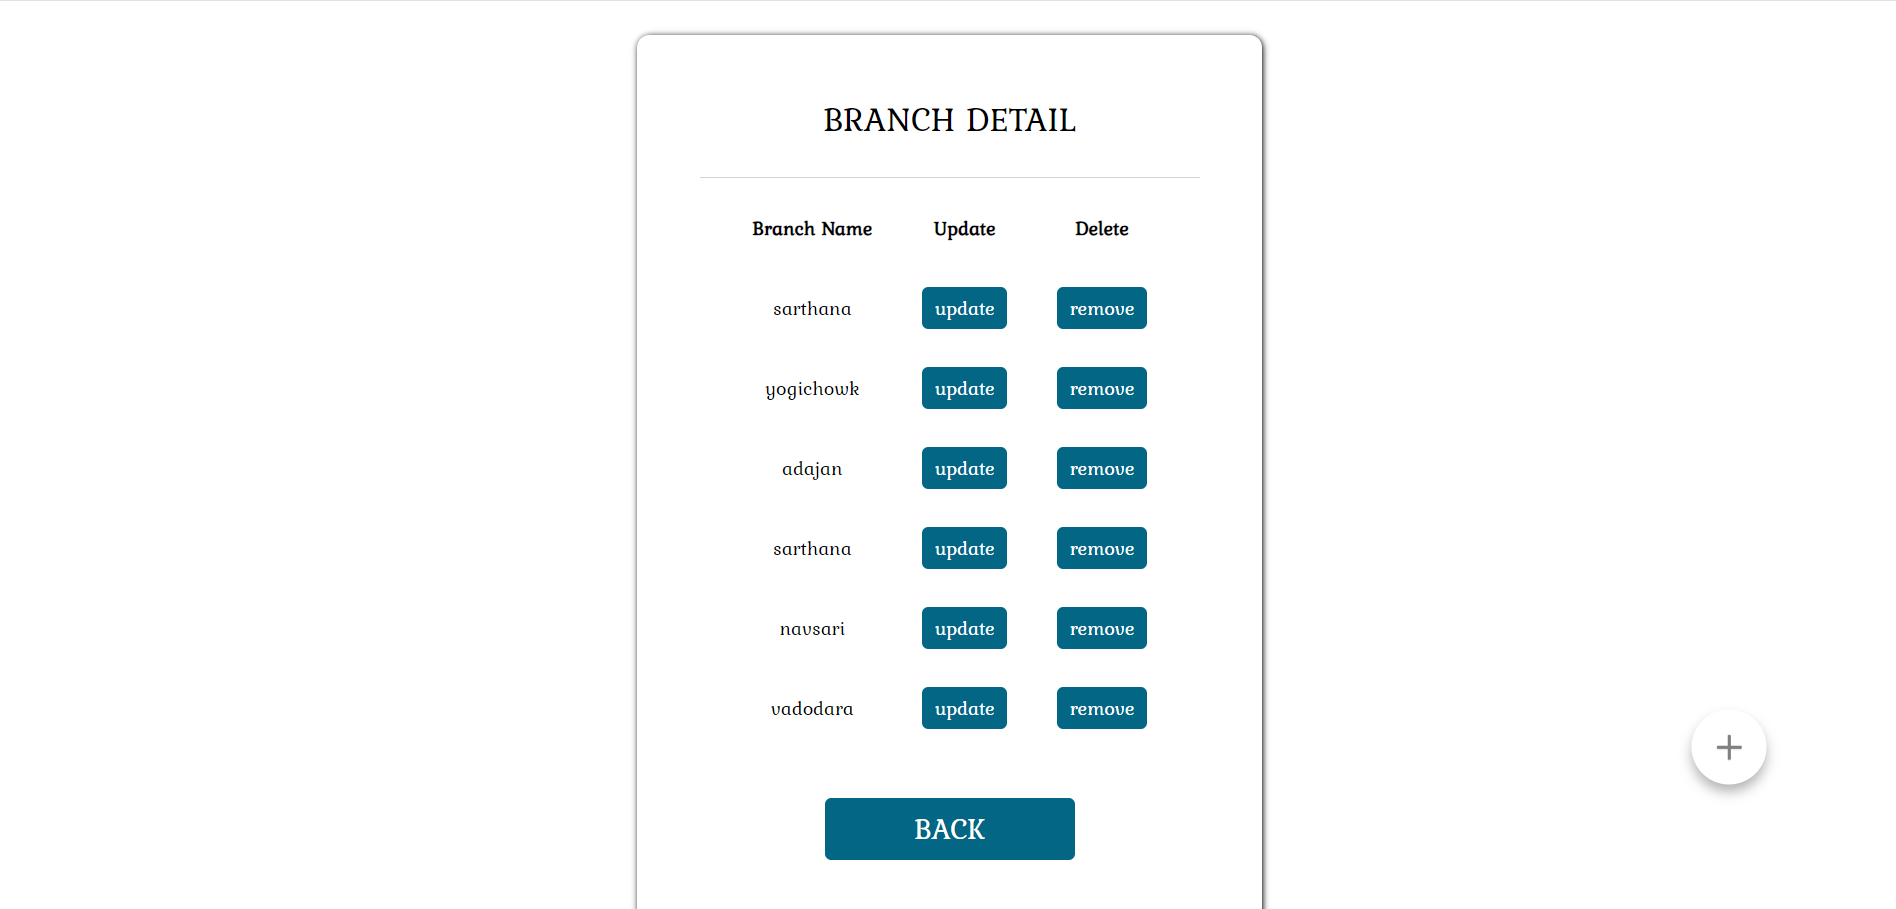 BRANCH DETAIL
Branch Name Update Delete
sarthana update remove
yogichowk update remove
adajan update remove
sarthana update remove
navsari update remove
vadodara update remove
+
BACK